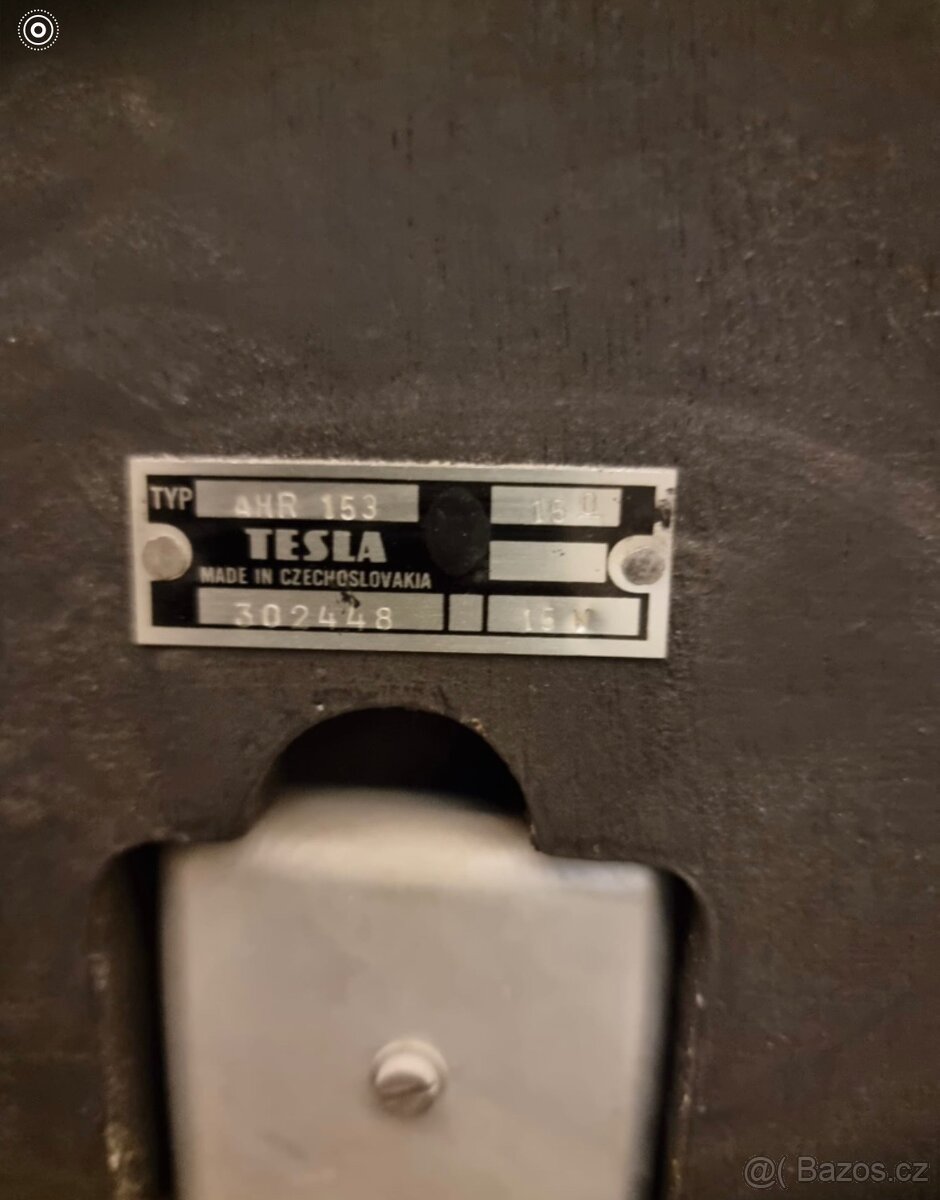 TYP AHR 153 15 Ω
TESLA
MADE IN CZECHOSLOVAKIA
302448 15 W
@( Bazos.cz